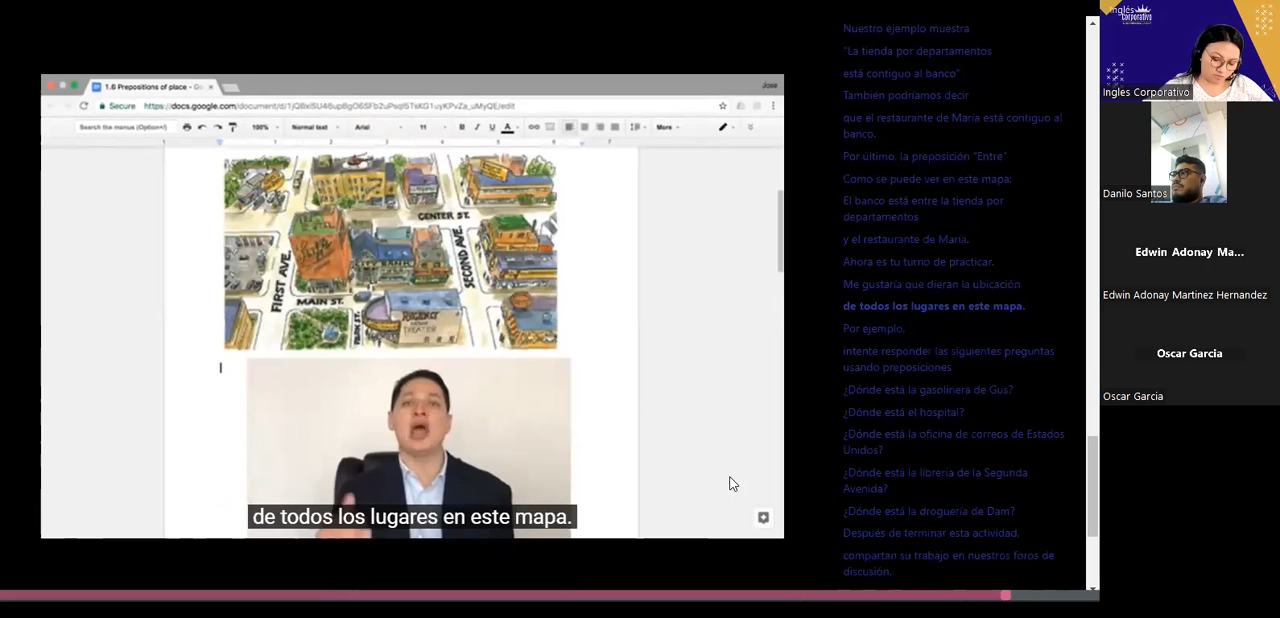 1.6 Prepositions of place - Go
Jose
Secure
Search the menus (Option+/)
100%
Normal text
Arial
11
B I U A
More
CENTER ST.
FIRST AVE.
SECOND AVE.
MAIN ST.
PARK ST.
REGENCY
THEATER
de todos los lugares en este mapa.
Nuestro ejemplo muestra
"La tienda por departamentos
está contiguo al banco"
También podríamos decir
que el restaurante de María está contiguo al
banco.
Por último, la preposición "Entre"
Como se puede ver en este mapa:
El banco está entre la tienda por
departamentos
y el restaurante de María.
Ahora es tu turno de practicar.
Me gustaría que dieran la ubicación
de todos los lugares en este mapa.
Por ejemplo,
intente responder las siguientes preguntas
usando preposiciones
¿Dónde está la gasolinera de Gus?
¿Dónde está el hospital?
¿Dónde está la oficina de correos de Estados
Unidos?
¿Dónde está la librería de la Segunda
Avenida?
¿Dónde está la droguería de Dam?
Después de terminar esta actividad,
compartan su trabajo en nuestros foros de
discusión.
Inglés
Corporativo
Ingles Corporativo
Danilo Santos
Edwin Adonay Ma...
Edwin Adonay Martinez Hernandez
Oscar Garcia
Oscar Garcia